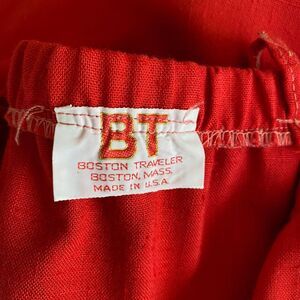 BT
BOSTON TRAVELER
BOSTON, MASS.
MADE IN U.S.A.